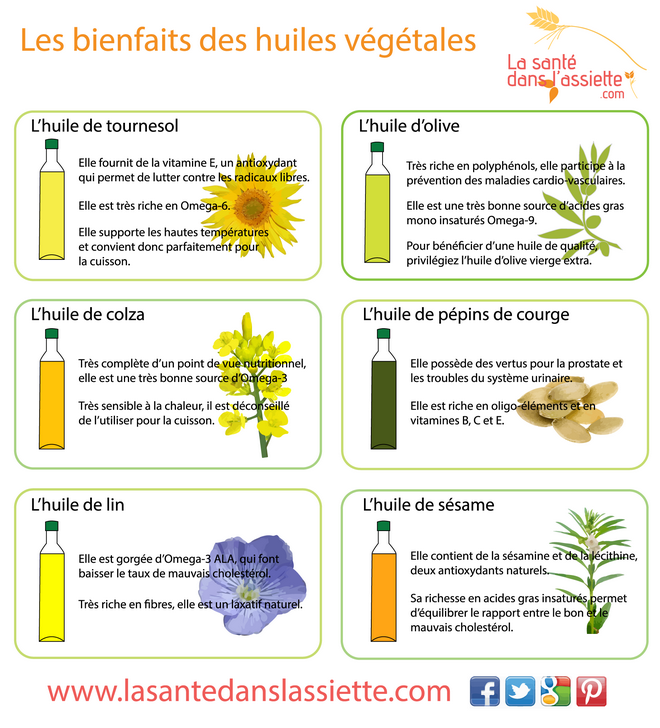 Les bienfaits des huiles végétales
La santé
dans l'assiette
.com
L'huile de tournesol
Elle fournit de la vitamine E, un antioxydant
qui permet de lutter contre les radicaux libres.
Elle est très riche en Omega-6.
Elle supporte les hautes températures
et convient donc parfaitement pour
la cuisson.
L'huile d'olive
Très riche en polyphénols, elle participe à la
prévention des maladies cardio-vasculaires.
Elle est une très bonne source d'acides gras
mono insaturés Omega-9.
Pour bénéficier d'une huile de qualité,
privilégiez l'huile d'olive vierge extra.
L'huile de colza
Très complète d'un point de vue nutritionnel,
elle est une très bonne source d'Omega-3
Très sensible à la chaleur, il est déconseillé
de l'utiliser pour la cuisson.
L'huile de pépins de courge
Elle possède des vertus pour la prostate et
les troubles du système urinaire.
Elle est riche en oligo-éléments et en
vitamines B, C et E.
L'huile de lin
Elle est gorgée d'Omega-3 ALA, qui font
baisser le taux de mauvais cholestérol.
Très riche en fibres, elle est un laxatif naturel.
L'huile de sésame
Elle contient de la sésamine et de la lécithine,
deux antioxydants naturels.
Sa richesse en acides gras insaturés permet
d'équilibrer le rapport entre le bon et le
mauvais cholestérol.
www.lasantedanslassiette.com